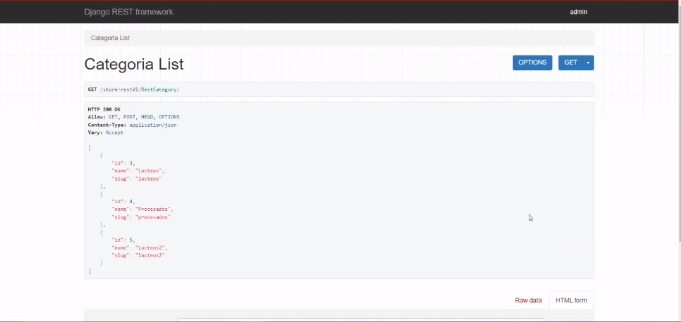 Django REST framework
admin
Categoria List
Categoria List
OPTIONS
GET
GET /store/restV1/RestCategory/
HTTP 200 OK
Allow: GET, POST, HEAD, OPTIONS
Content-Type: application/json
Vary: Accept
[
{
"id": 3,
"name": "Lacteos",
"slug": "lacteos"
},
{
"id": 4,
"name": "Procesados",
"slug": "procesados"
},
{
"id": 5,
"name": "Lacteos2",
"slug": "lacteos2"
}
]
Raw data
HTML form